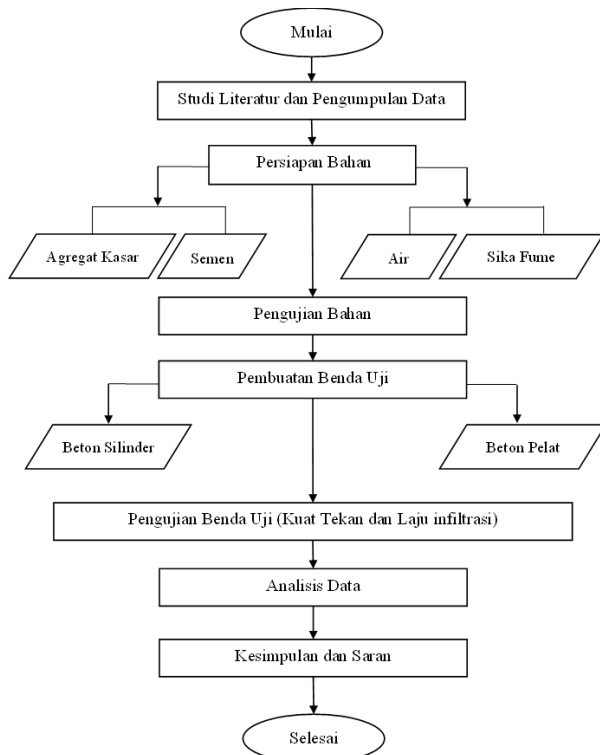 Mulai
Studi Literatur dan Pengumpulan Data
Persiapan Bahan
Agregat Kasar
Semen
Air
Sika Fume
Pengujian Bahan
Pembuatan Benda Uji
Beton Silinder
Beton Pelat
Pengujian Benda Uji (Kuat Tekan dan Laju infiltrasi)
Analisis Data
Kesimpulan dan Saran
Selesai